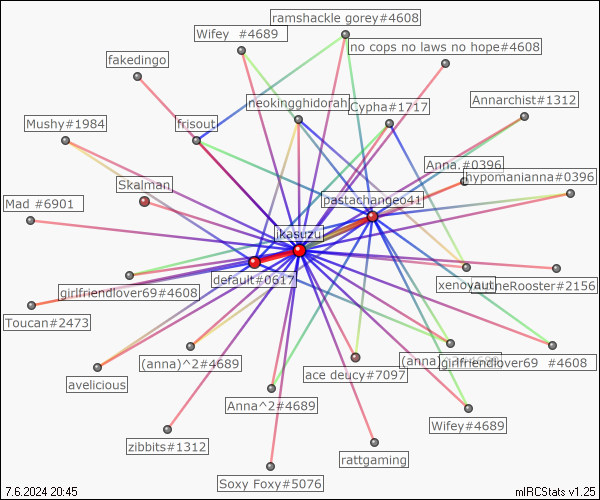 ramshackle gorey#4608
Wifey #4689
no cops no laws no hope#4608
fakedingo
neokingghidorah
Cypha#1717
Annarchist#1312
Mushy#1984
frisout
Anna.#0396
hypomanianna#0396
Skalman
pastachangeo41
Mad #6901
ikasuzu
default#0617
xenoyaut
neRooster#2156
girlfriendlover69#4608
Toucan#2473
(anna)^2#4689
(anna)
girlfriendlover69 #4608
ace deucy#7097
avelicious
Anna^2#4689
Wifey#4689
zibbits#1312
rattgaming
Soxy Foxy#5076
7.6.2024 20:45
mIRCStats v1.25